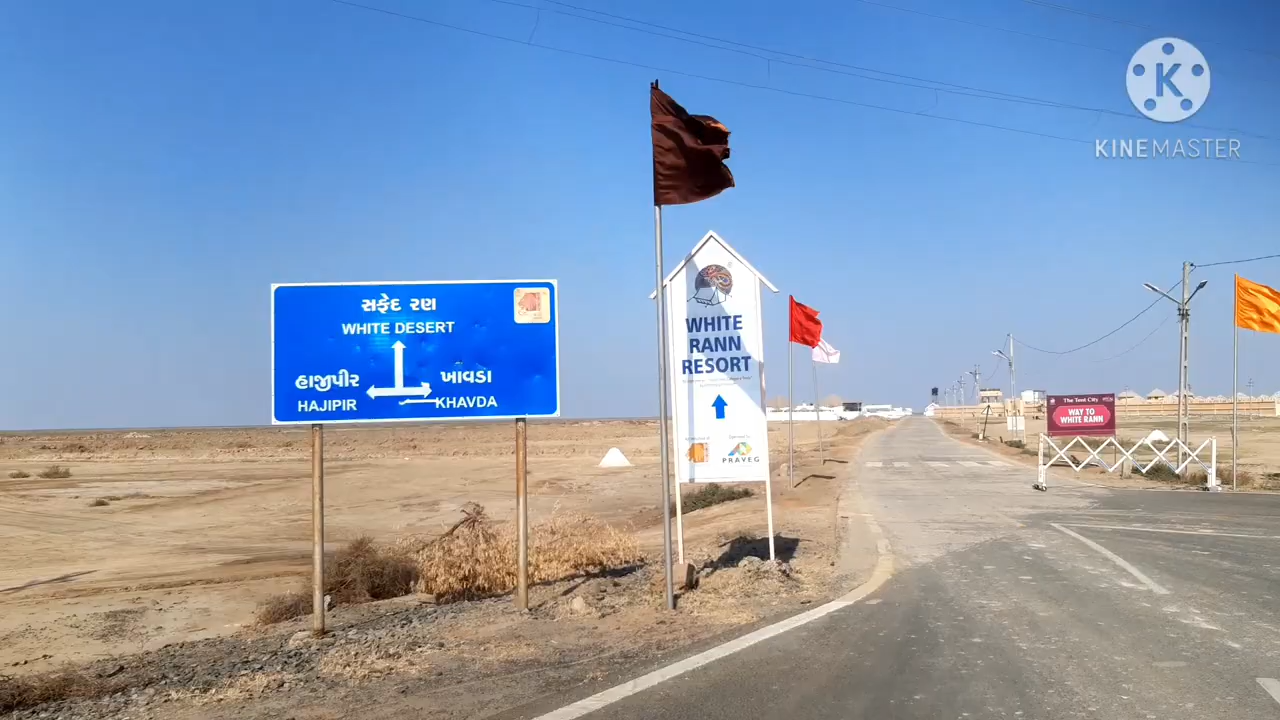 સફેદ રણ
WHITE DESERT
હાજીપીર
HAJIPIR
ખાવડા
KHAVDA
WHITE
RANN
RESORT
PRAVEG
The Tent City
WAY TO
WHITE RANN
K
KINEMASTER